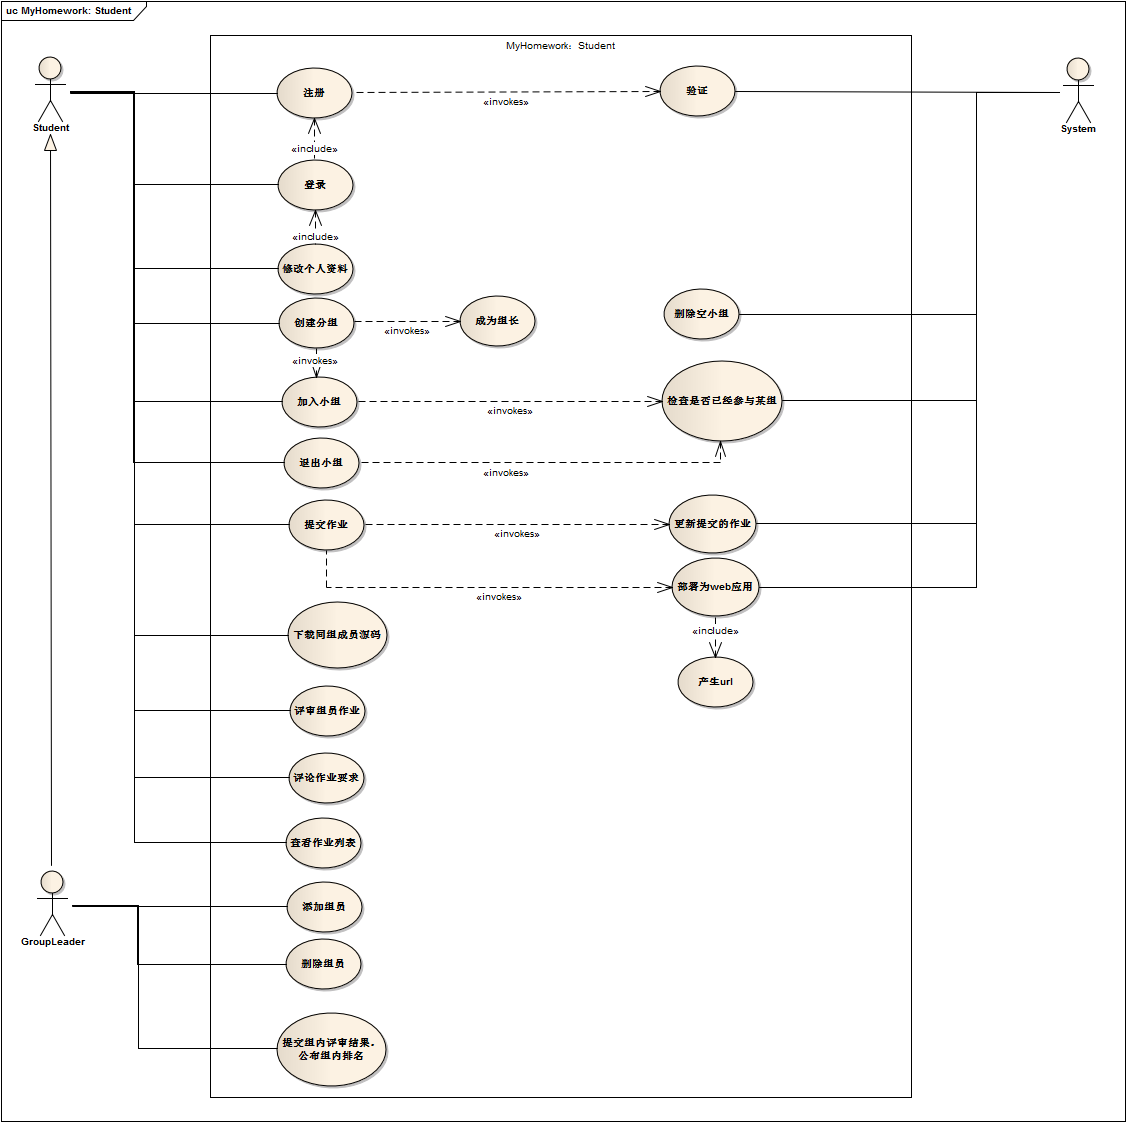 uc MyHomework: Student
MyHomework：Student
Student
System
注册
«invokes»
验证
«include»
登录
«include»
修改个人资料
创建分组
«invokes»
成为组长
删除空小组
«invokes»
加入小组
«invokes»
检查是否已经参与某组
退出小组
«invokes»
提交作业
«invokes»
更新提交的作业
«invokes»
部署为web应用
«include»
下载同组成员源码
产生url
评审组员作业
评论作业要求
查看作业列表
GroupLeader
添加组员
删除组员
提交组内评审结果，
公布组内排名